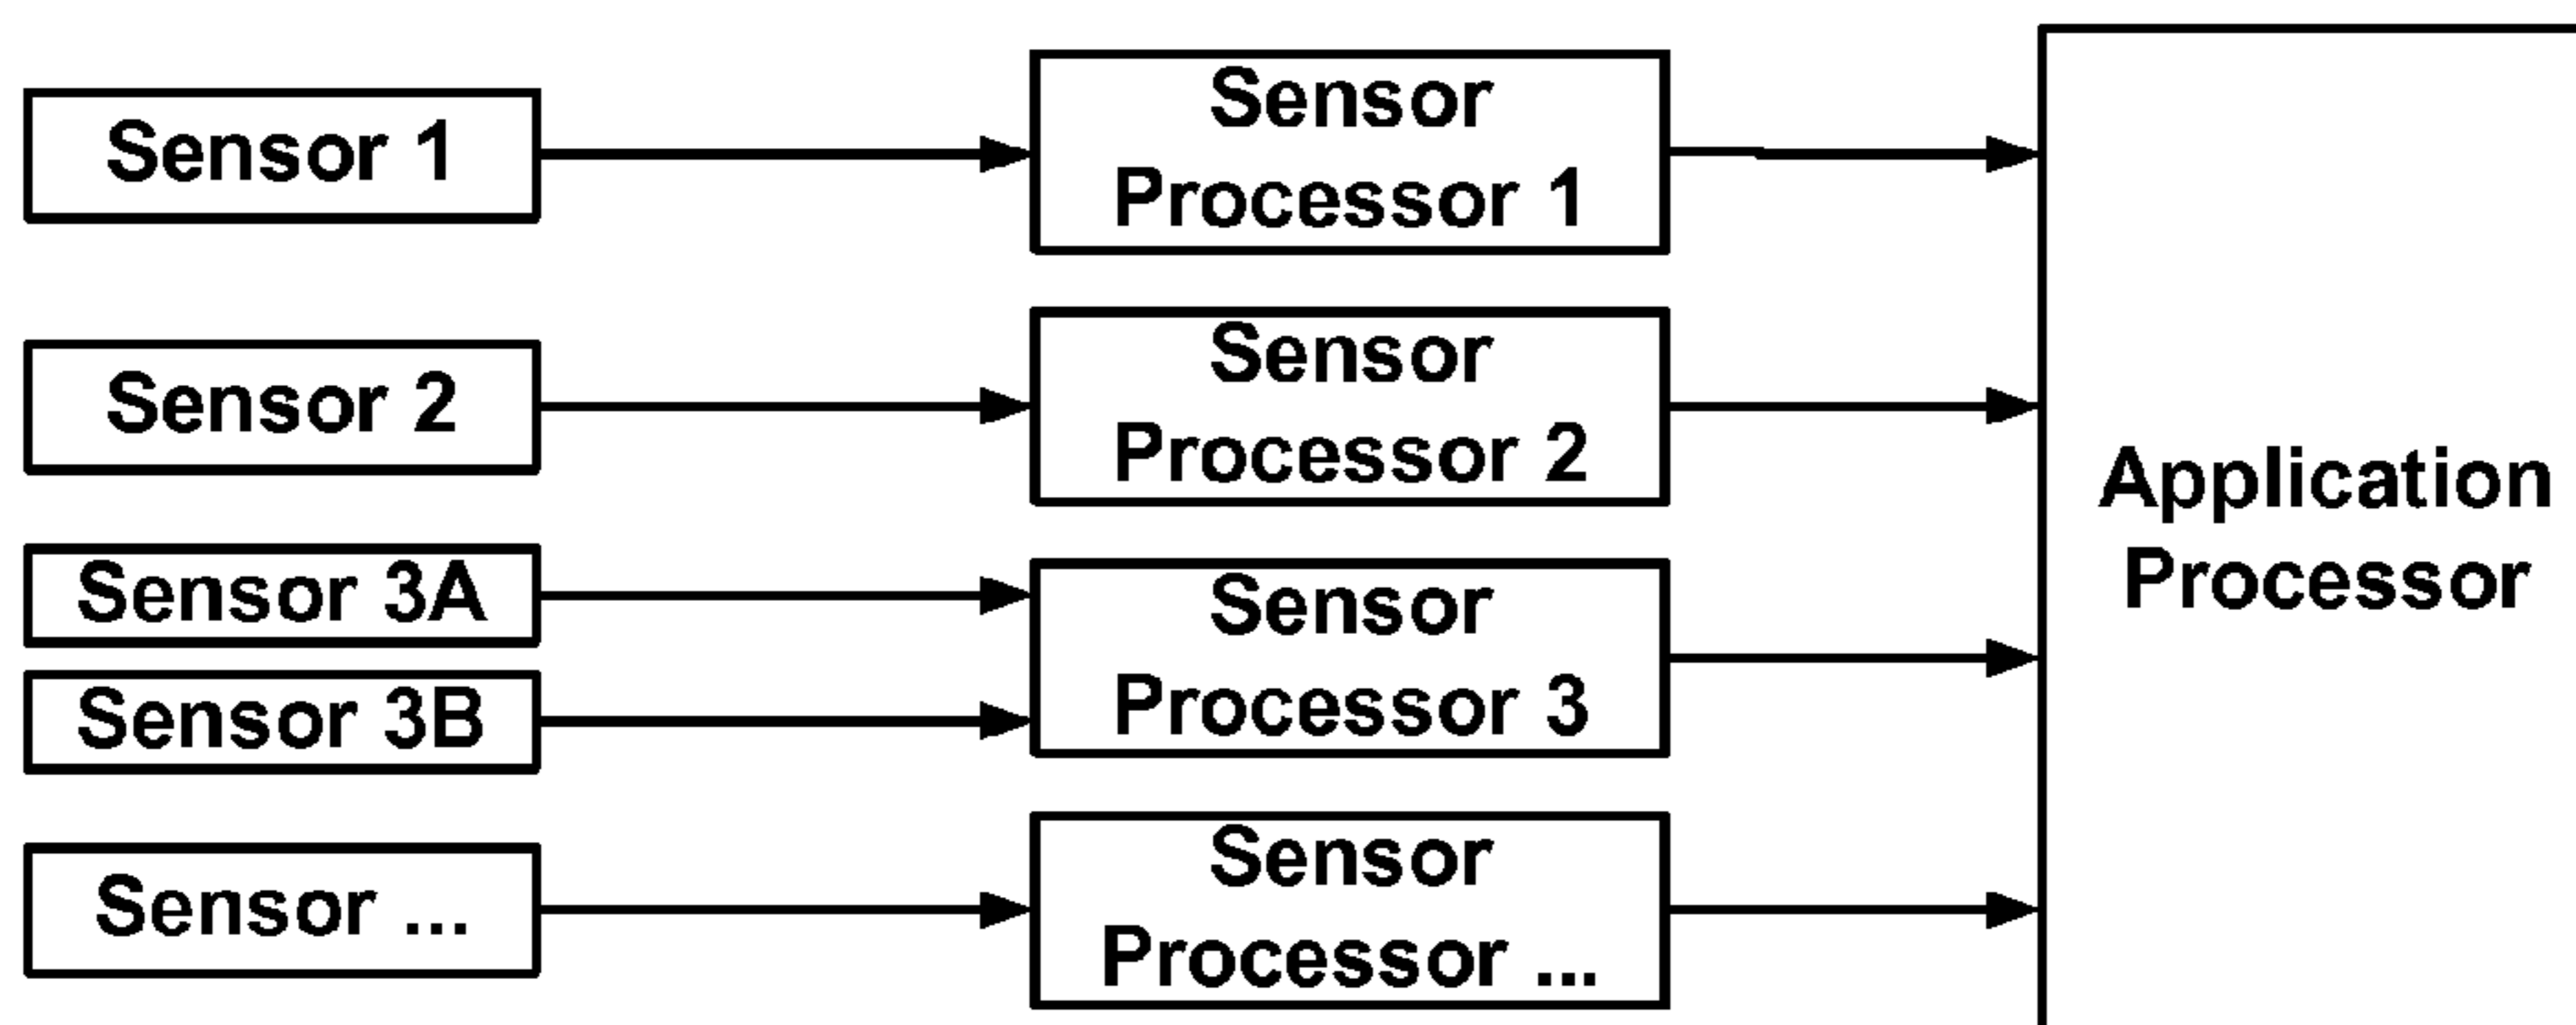 Sensor 1
Sensor
Processor 1
Sensor 2
Sensor
Processor 2
Sensor 3A
Sensor 3B
Sensor
Processor 3
Sensor ...
Sensor
Processor ...
Application
Processor